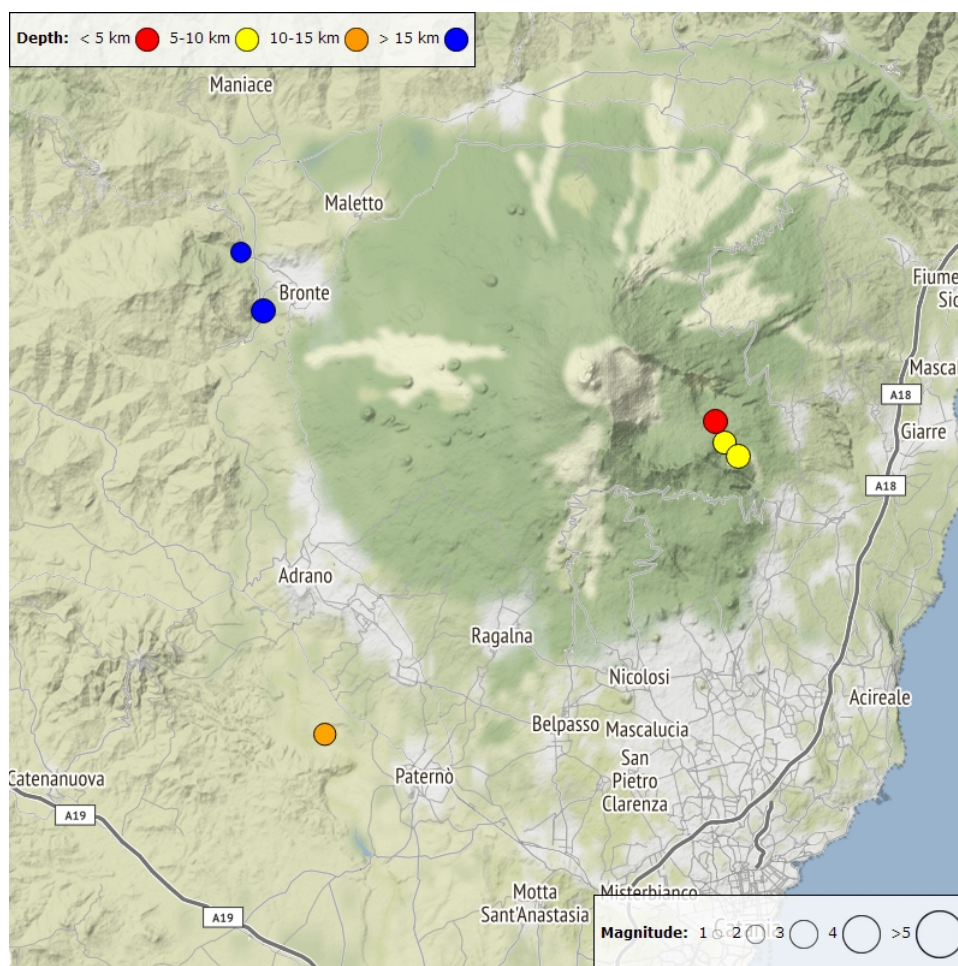 Depth: < 5 km 5-10 km 10-15 km > 15 km
Maniace
Maletto
Bronte
Fiume
Sic
Mascal
A18
Giarre
A18
Adrano
Ragalna
Nicolosi
Acireale
Belpasso
Mascalucia
San
Pietro
Clarenza
Catenanuova
Paternò
A19
Motta
Sant'Anastasia
Misterbianco
A19
Catania
Magnitude: 1 2 3 4 >5